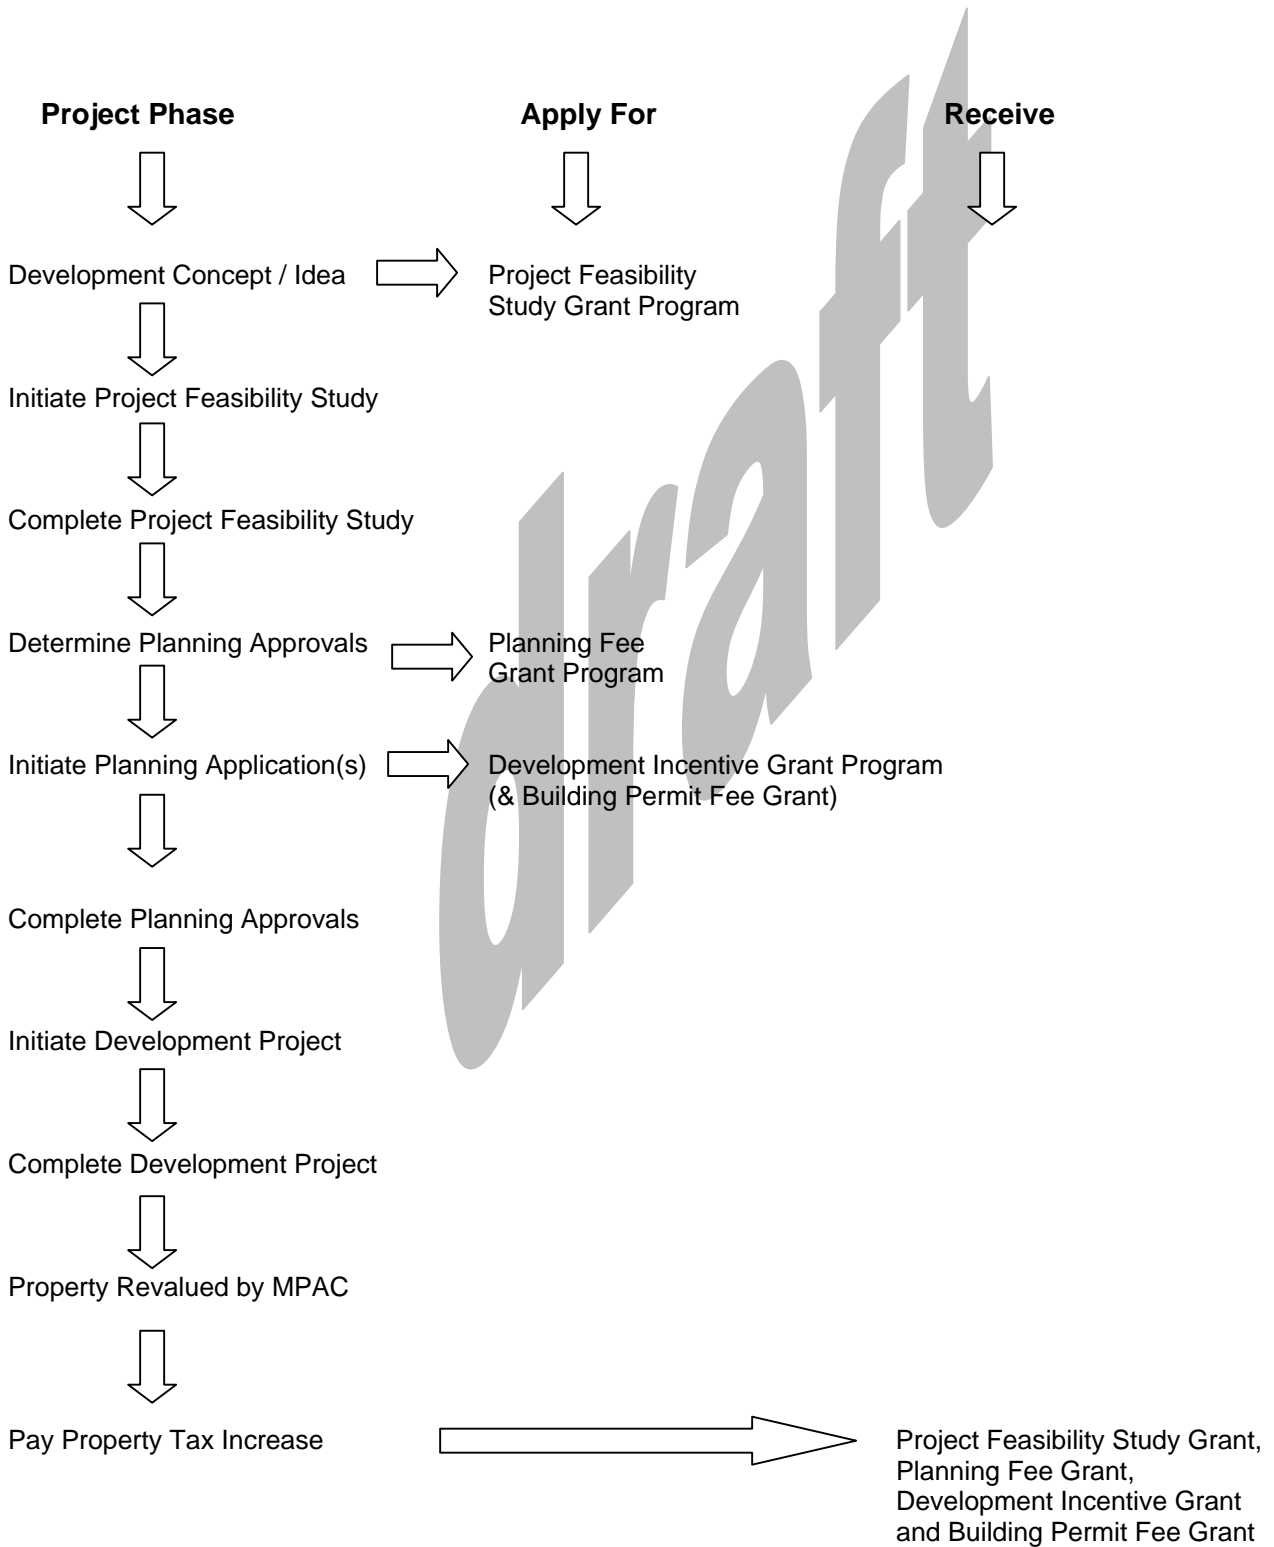 Project Phase
Apply For
Receive
Development Concept / Idea
Project Feasibility
Study Grant Program
Initiate Project Feasibility Study
Complete Project Feasibility Study
Determine Planning Approvals
Planning Fee
Grant Program
Initiate Planning Application(s)
Development Incentive Grant Program
(& Building Permit Fee Grant)
Complete Planning Approvals
Initiate Development Project
Complete Development Project
Property Revalued by MPAC
Pay Property Tax Increase
Project Feasibility Study Grant,
Planning Fee Grant,
Development Incentive Grant
and Building Permit Fee Grant
draft